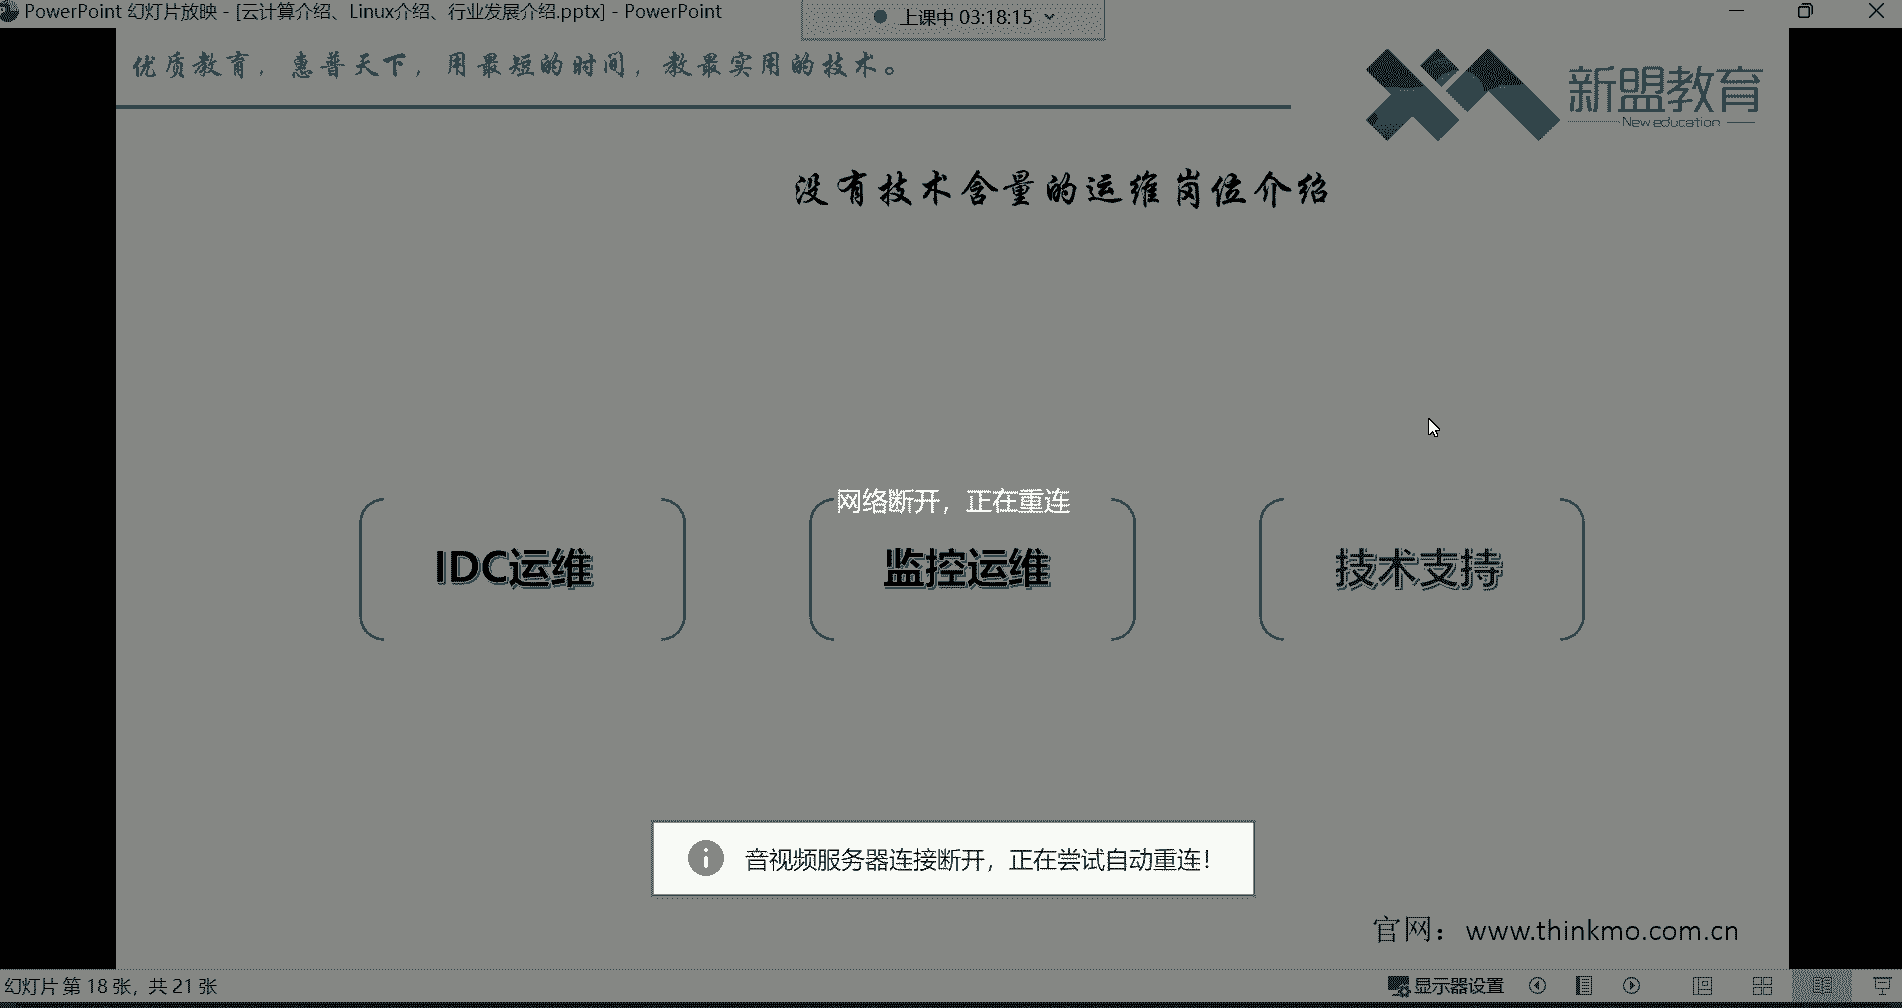 PowerPoint 幻灯片放映 - [云计算介绍、Linux介绍、行业发展介绍.pptx] - PowerPoint
上课中 03:18:15
优质教育，惠普天下，用最短的时间，教最实用的技术。
新盟教育
New education
没有技术含量的运维岗位介绍
网络断开，正在重连
IDC运维
监控运维
技术支持
音视频服务器连接断开，正在尝试自动重连！
官网：www.thinkmo.com.cn
幻灯片 第 18 张，共 21 张
显示器设置